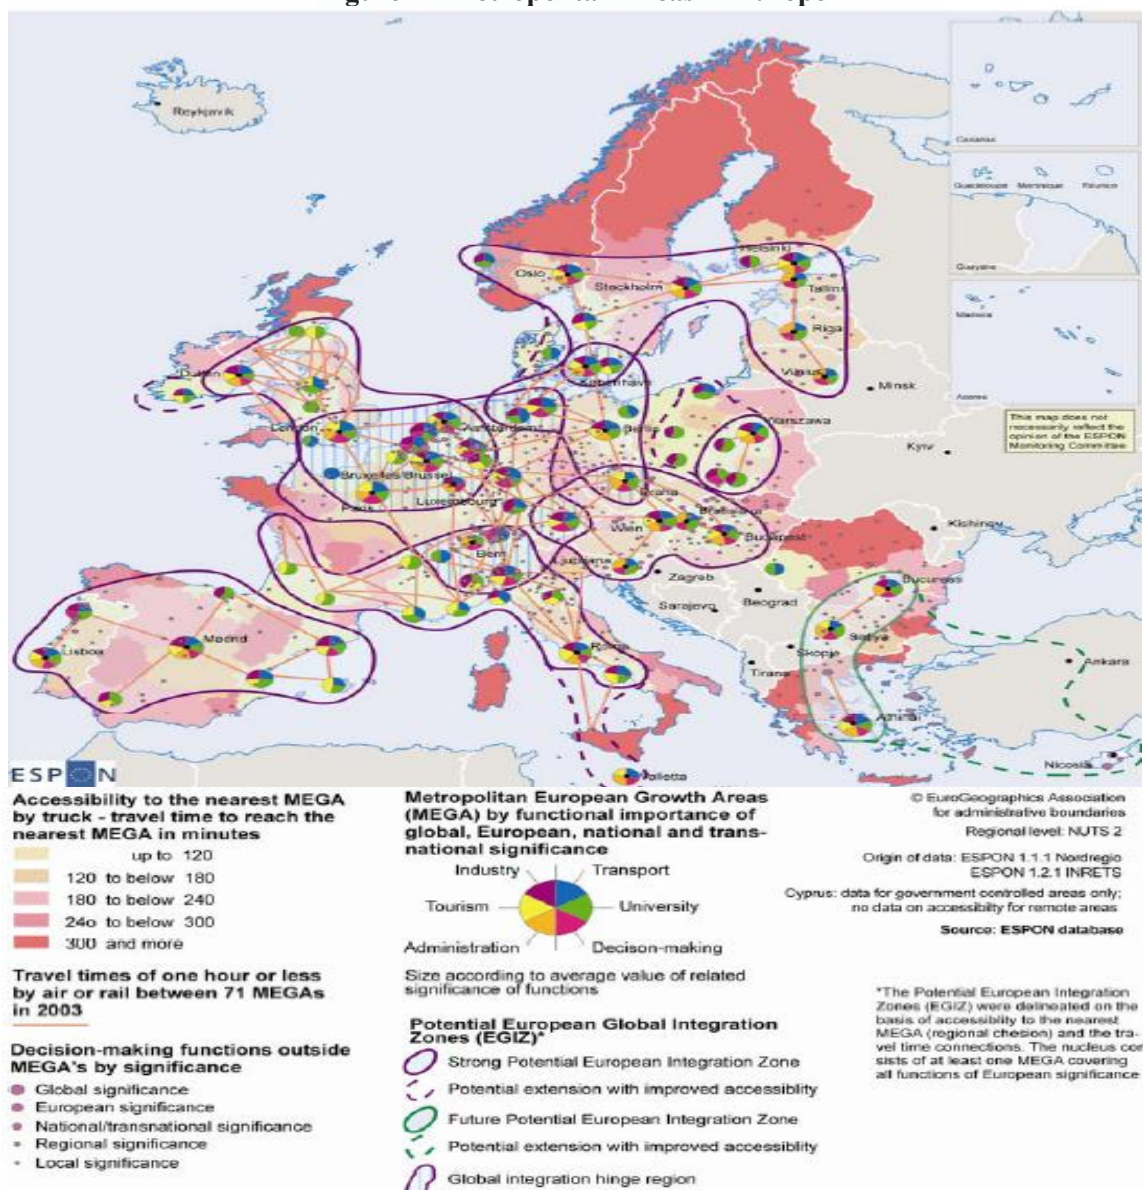 Reykjavik
Canarias
Guadeloupe
Martinique
Réunion
Guyane
Madeira
Acores
This map does not
necessarily reflect the
opinion of the ESPON
Monitoring Committee
Helsinki
Oslo
Stockholm
Tallinn
Riga
Vilnius
Minsk
Dublin
København
London
Amsterdam
Berlin
Warszawa
Kyiv
Bruxelles/Brussel
Praha
Luxembourg
Paris
Bratislava
Wien
Budapest
Kishinov
Bern
Ljubljana
Zagreb
Bucuresti
Beograd
Sarajevo
Madrid
Lisboa
Roma
Sofiya
Skopje
Tirana
Ankara
Athinai
Nicosia
Valletta
ESPON
Accessibility to the nearest MEGA
by truck - travel time to reach the
nearest MEGA in minutes
up to 120
120 to below 180
180 to below 240
24o to below 300
300 and more
Travel times of one hour or less
by air or rail between 71 MEGAs
in 2003
Decision-making functions outside
MEGA's by significance
Global significance
European significance
National/transnational significance
Regional significance
Local significance
Metropolitan European Growth Areas
(MEGA) by functional importance of
global, European, national and trans-
national significance
Industry
Transport
Tourism
University
Administration
Decison-making
Size according to average value of related
significance of functions
Potential European Global Integration
Zones (EGIZ)*
Strong Potential European Integration Zone
Potential extension with improved accessiblity
Future Potential European Integration Zone
Potential extension with improved accessiblity
Global integration hinge region
© EuroGeographics Association
for administrative boundaries
Regional level: NUTS 2
Origin of data: ESPON 1.1.1 Nordregio
ESPON 1.2.1 INRETS
Cyprus: data for government controlled areas only;
no data on accessibilty for remote areas
Source: ESPON database
*The Potential European Integration
Zones (EGIZ) were delineated on the
basis of accessiblity to the nearest
MEGA (regional chesion) and the tra-
vel time connections. The nucleus con
sists of at least one MEGA covering
all functions of European significance